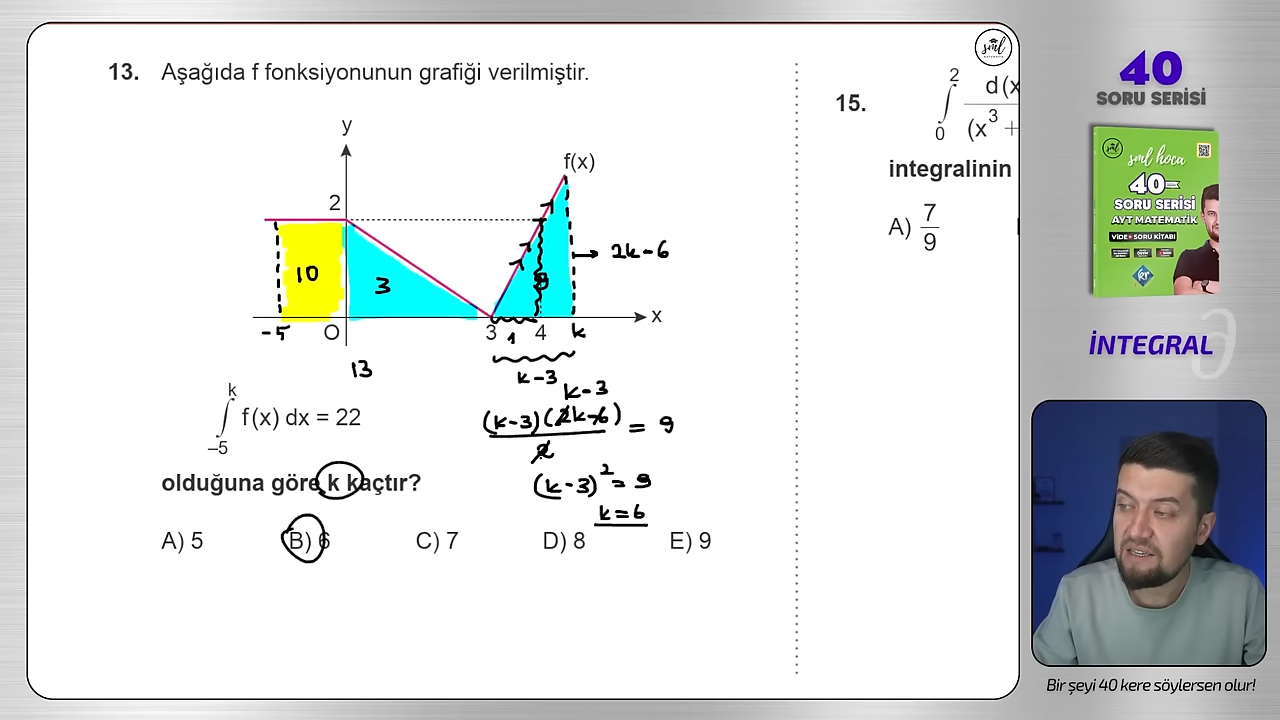 13. Aşağıda f fonksiyonunun grafiği verilmiştir.
y
f(x)
2
2k-6
10
3
9
-5
O
3
1
4
k
x
13
k-3
k-3
(k-3)(2k-6)
2
= 9
(k-3)² = 9
k=6
k
∫ f(x) dx = 22
–5
olduğuna göre k kaçtır?
A) 5 B) 6 C) 7 D) 8 E) 9
15.
2
∫ d(x
0 (x³ +
integralinin
A) 7/9
sml
40
SORU SERİSİ
sml hoca
40
SORU SERİSİ
AYT MATEMATİK
VİDEO SORU KİTABI
kr
İNTEGRAL
∂
Bir şeyi 40 kere söylersen olur!